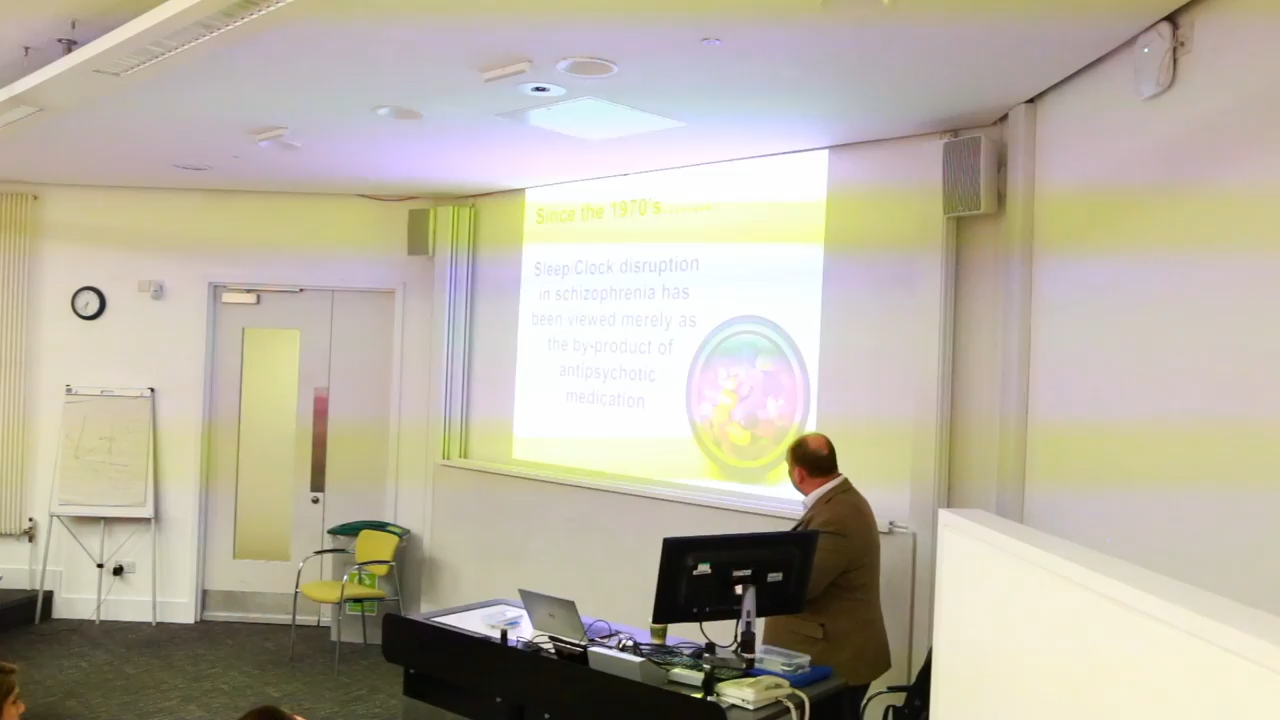 Since the 1970's.........
Sleep/Clock disruption
in schizophrenia has
been viewed merely as
the by-product of
antipsychotic
medication